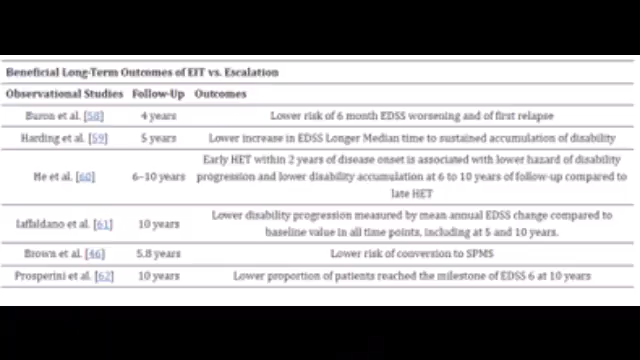 Beneficial Long-Term Outcomes of EIT vs. Escalation
Observational Studies Follow-Up Outcomes
Buron et al. [58] 4 years Lower risk of 6 month EDSS worsening and of first relapse
Harding et al. [59] 5 years Lower increase in EDSS Longer Median time to sustained accumulation of disability
He et al. [60] 6–10 years Early HET within 2 years of disease onset is associated with lower hazard of disability
progression and lower disability accumulation at 6 to 10 years of follow-up compared to
late HET
Iaffaldano et al. [61] 10 years Lower disability progression measured by mean annual EDSS change compared to
baseline value in all time points, including at 5 and 10 years.
Brown et al. [46] 5.8 years Lower risk of conversion to SPMS
Prosperini et al. [62] 10 years Lower proportion of patients reached the milestone of EDSS 6 at 10 years